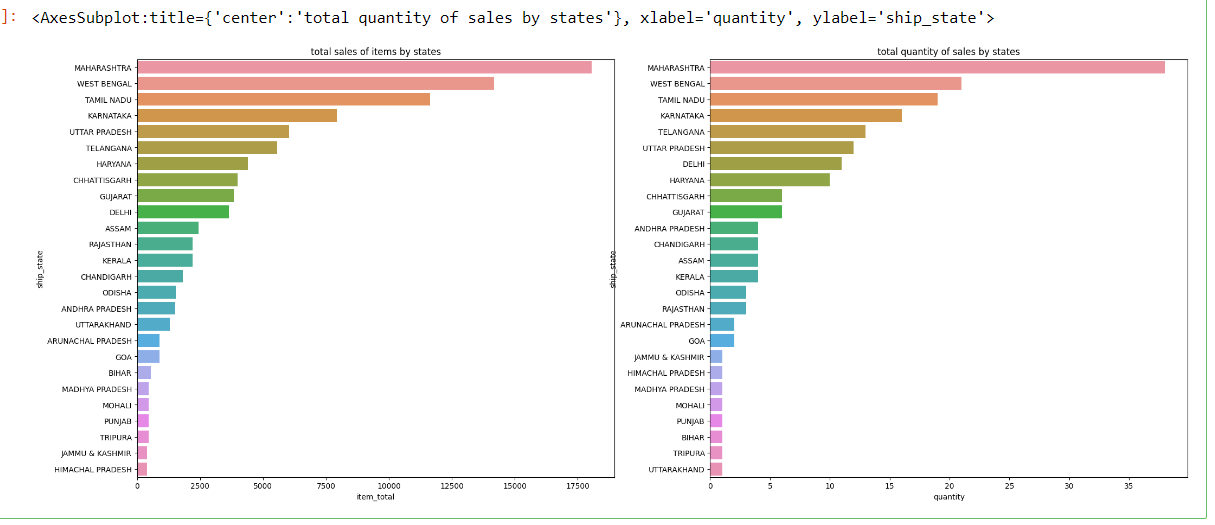 ]: <AxesSubplot:title={'center':'total quantity of sales by states'}, xlabel='quantity', ylabel='ship_state'>
total sales of items by states
MAHARASHTRA
WEST BENGAL
TAMIL NADU
KARNATAKA
UTTAR PRADESH
TELANGANA
HARYANA
CHHATTISGARH
GUJARAT
DELHI
ASSAM
RAJASTHAN
KERALA
CHANDIGARH
ODISHA
ANDHRA PRADESH
UTTARAKHAND
ARUNACHAL PRADESH
GOA
BIHAR
MADHYA PRADESH
MOHALI
PUNJAB
TRIPURA
JAMMU & KASHMIR
HIMACHAL PRADESH
ship_state
0 2500 5000 7500 10000 12500 15000 17500
item_total
total quantity of sales by states
MAHARASHTRA
WEST BENGAL
TAMIL NADU
KARNATAKA
TELANGANA
UTTAR PRADESH
DELHI
HARYANA
CHHATTISGARH
GUJARAT
ANDHRA PRADESH
CHANDIGARH
ASSAM
KERALA
ODISHA
RAJASTHAN
ARUNACHAL PRADESH
GOA
JAMMU & KASHMIR
HIMACHAL PRADESH
MADHYA PRADESH
MOHALI
PUNJAB
BIHAR
TRIPURA
UTTARAKHAND
ship_state
0 5 10 15 20 25 30 35
quantity